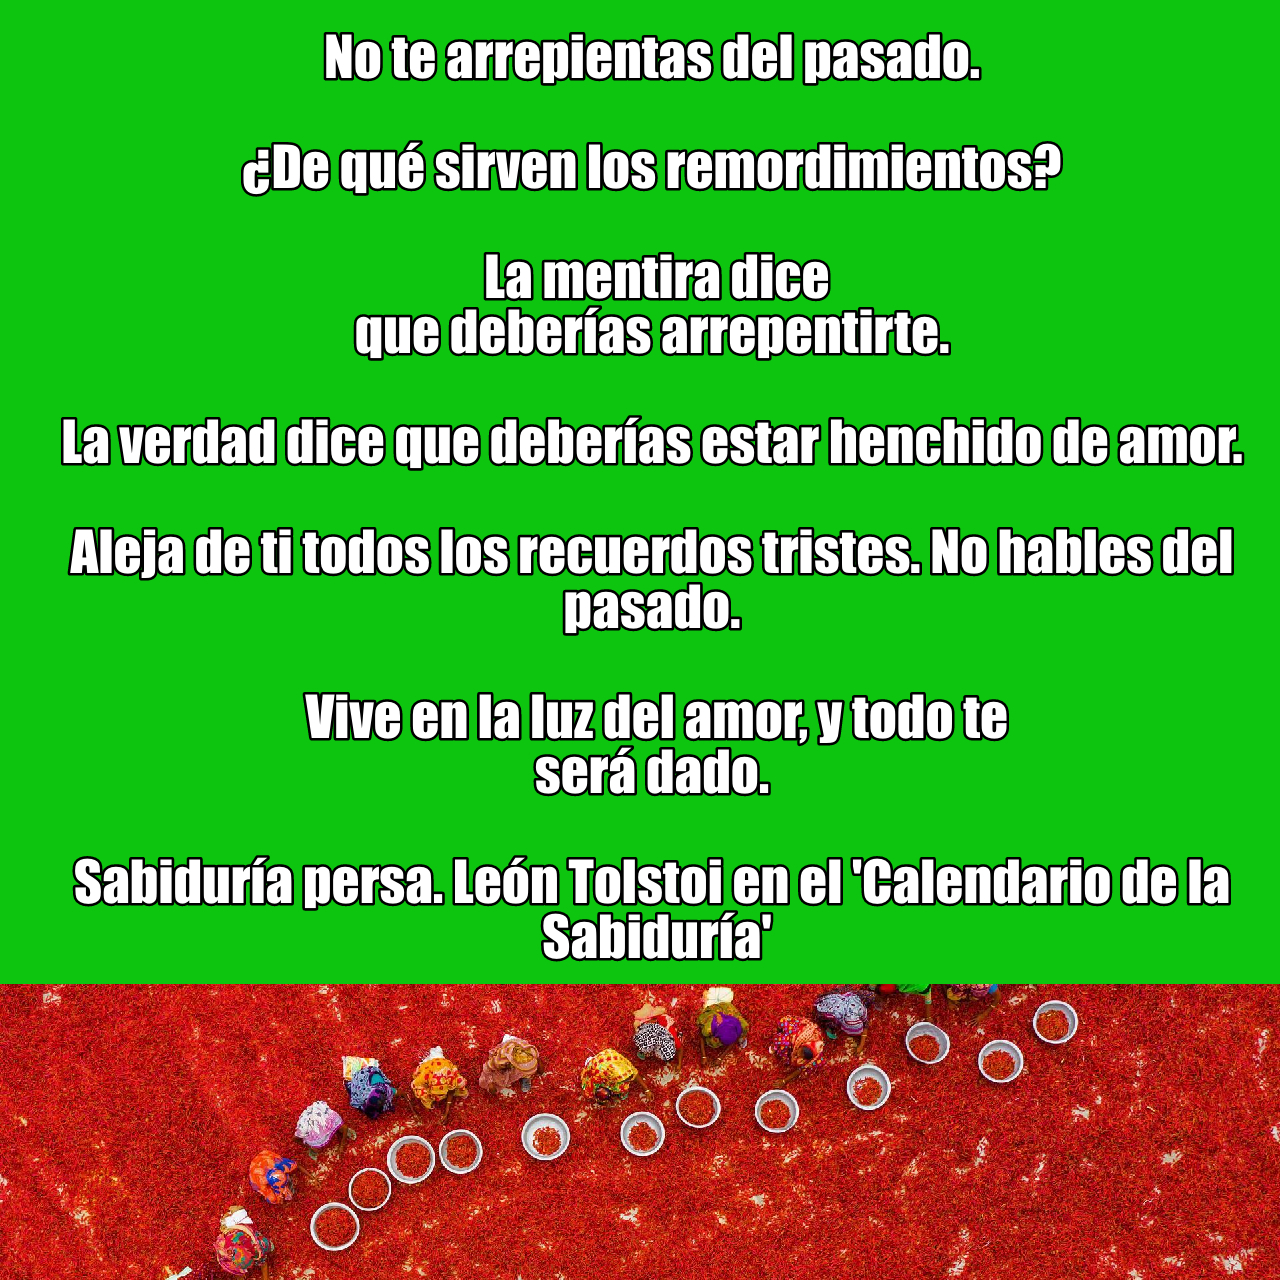 No te arrepientas del pasado.
¿De qué sirven los remordimientos?
La mentira dice
que deberías arrepentirte.
La verdad dice que deberías estar henchido de amor.
Aleja de ti todos los recuerdos tristes. No hables del
pasado.
Vive en la luz del amor, y todo te
será dado.
Sabiduría persa. León Tolstoi en el 'Calendario de la
Sabiduría'